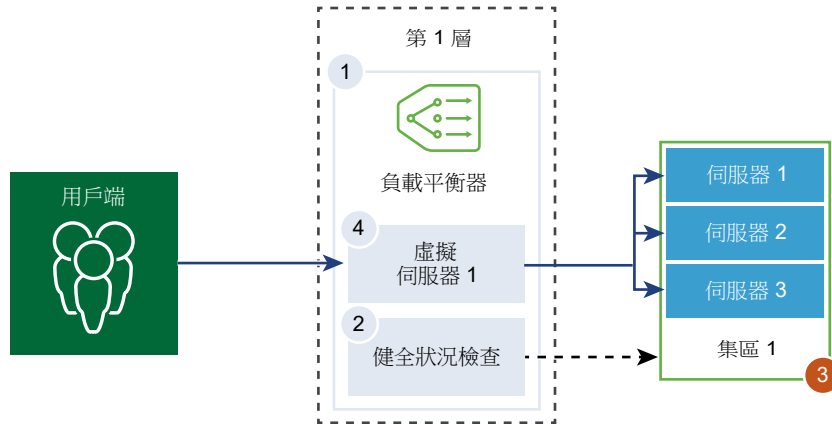 第 1 層
1
負載平衡器
用戶端
4
虛擬
伺服器 1
2
健全狀況檢查
伺服器 1
伺服器 2
伺服器 3
集區 1
3